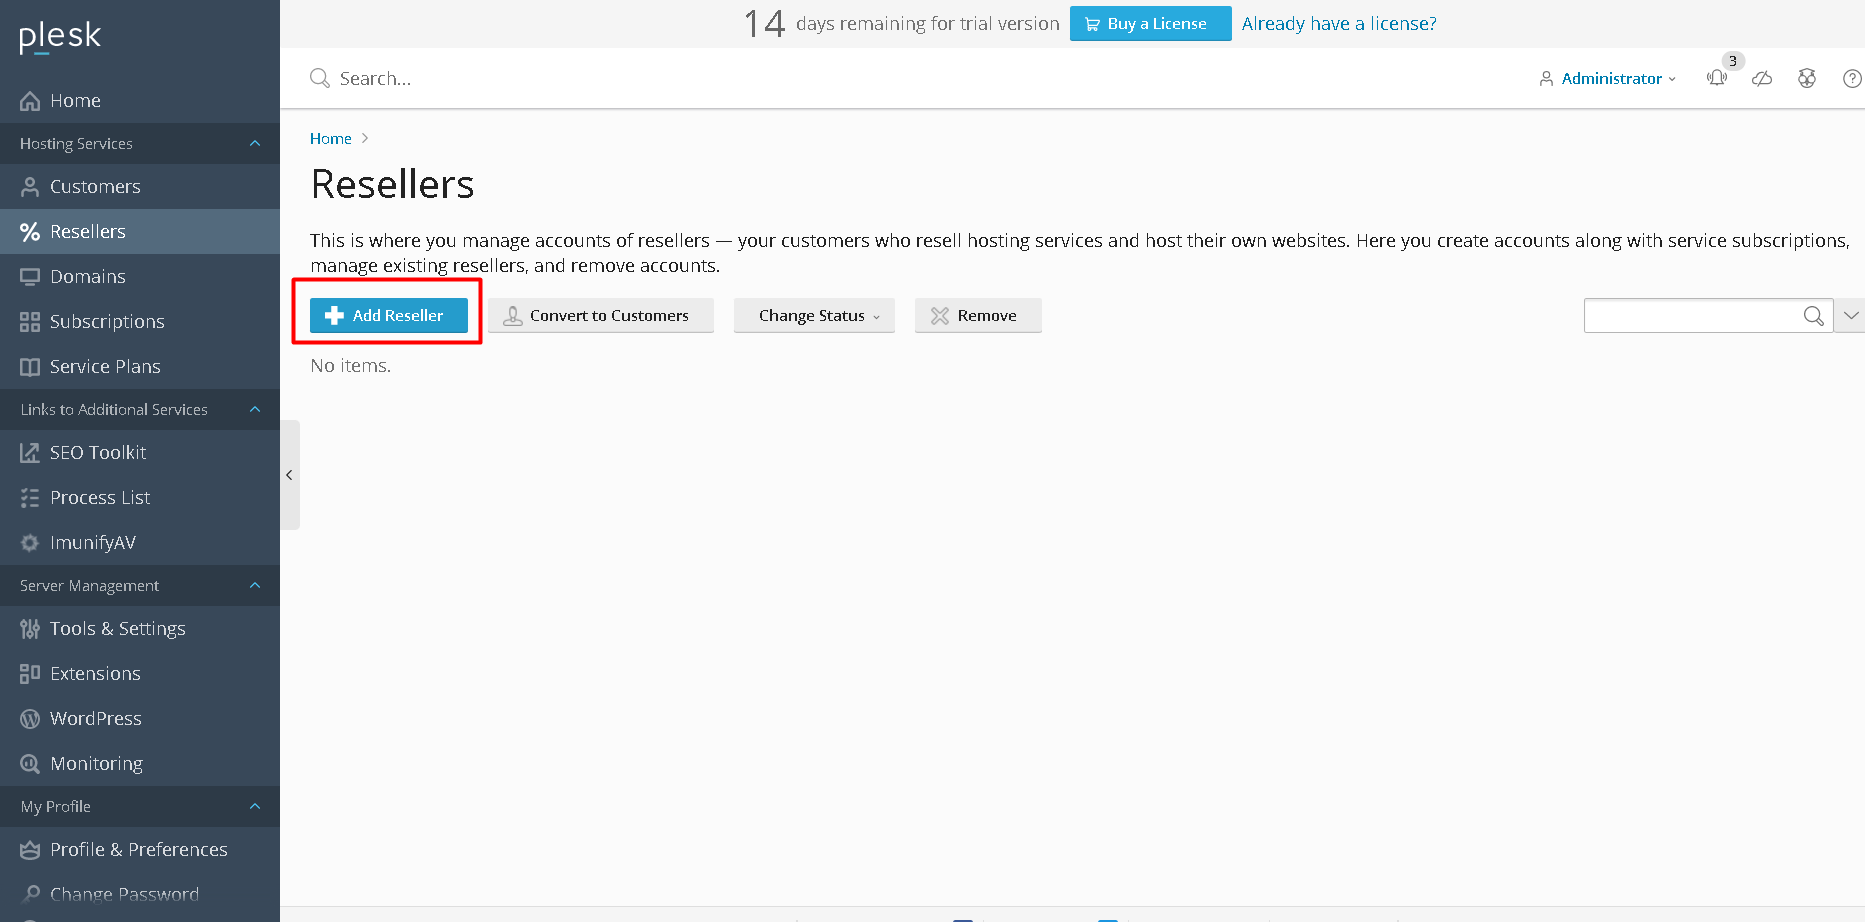 plesk
14 days remaining for trial version Buy a License Already have a license?
Search...
Administrator
3
Home
Hosting Services
Customers
Resellers
Domains
Subscriptions
Service Plans
Links to Additional Services
SEO Toolkit
Process List
ImunifyAV
Server Management
Tools & Settings
Extensions
WordPress
Monitoring
My Profile
Profile & Preferences
Change Password
Home
Resellers
This is where you manage accounts of resellers — your customers who resell hosting services and host their own websites. Here you create accounts along with service subscriptions,
manage existing resellers, and remove accounts.
Add Reseller Convert to Customers Change Status Remove
No items.